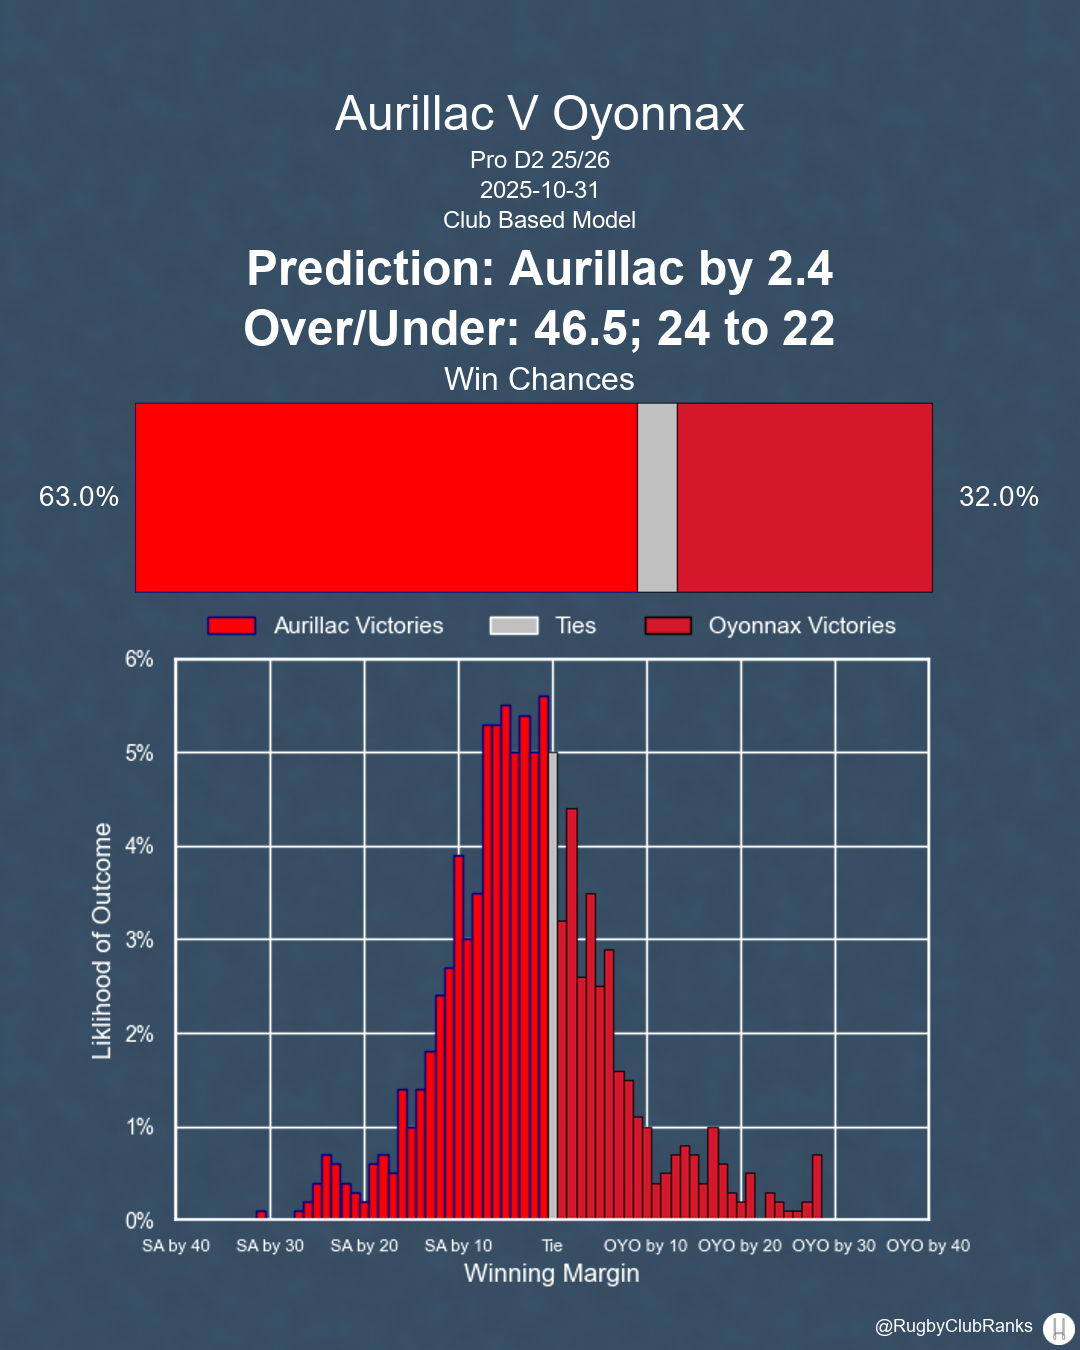 Aurillac V Oyonnax
Pro D2 25/26
2025-10-31
Club Based Model
Prediction: Aurillac by 2.4
Over/Under: 46.5; 24 to 22
Win Chances
63.0%
32.0%
Aurillac Victories
Ties
Oyonnax Victories
6%
5%
4%
3%
2%
1%
0%
Liklihood of Outcome
SA by 40
SA by 30
SA by 20
SA by 10
Tie
OYO by 10
OYO by 20
OYO by 30
OYO by 40
Winning Margin
@RugbyClubRanks